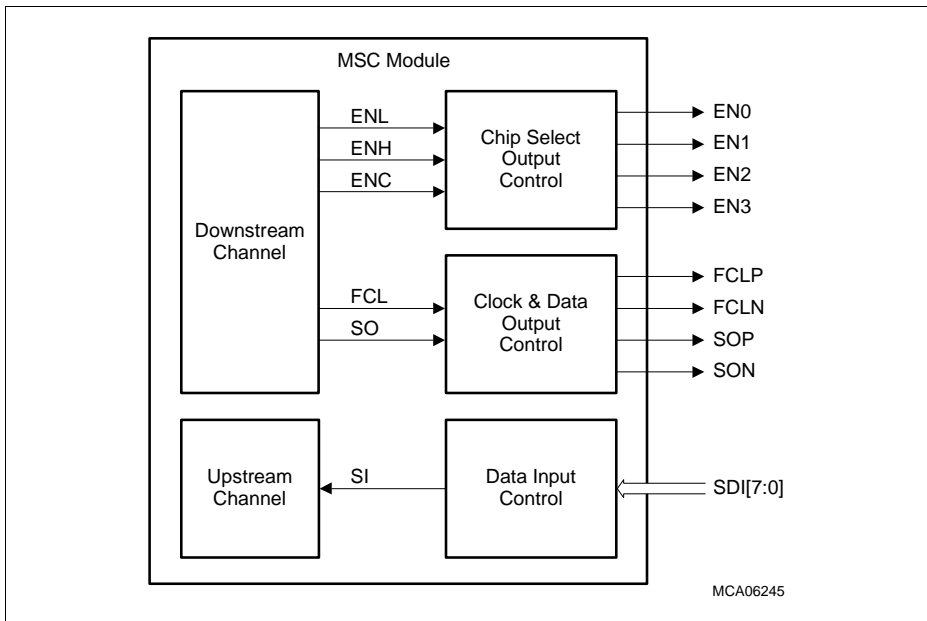 MSC Module
Downstream
Channel
ENL
ENH
ENC
FCL
SO
Chip Select
Output
Control
EN0
EN1
EN2
EN3
Clock & Data
Output
Control
FCLP
FCLN
SOP
SON
Upstream
Channel
SI
Data Input
Control
SDI[7:0]
MCA06245